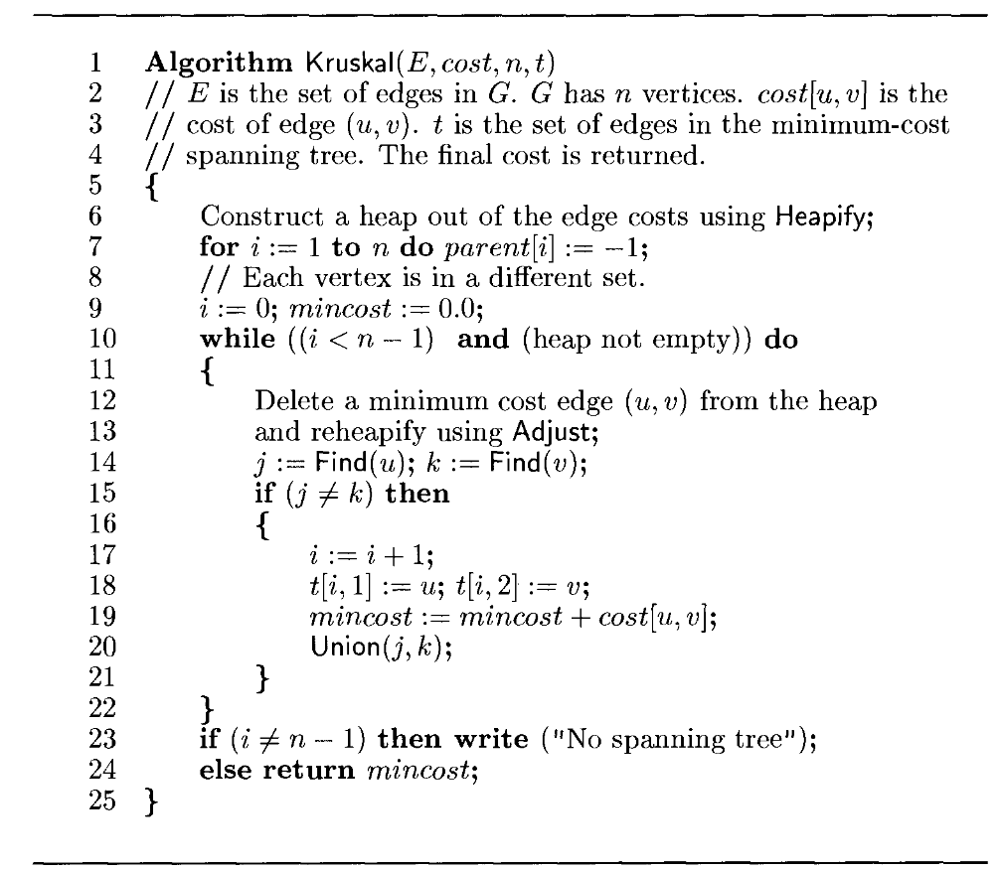 1 Algorithm Kruskal(E, cost, n, t)
2 // E is the set of edges in G. G has n vertices. cost[u, v] is the
3 // cost of edge (u, v). t is the set of edges in the minimum-cost
4 // spanning tree. The final cost is returned.
5 {
6 Construct a heap out of the edge costs using Heapify;
7 for i := 1 to n do parent[i] := −1;
8 // Each vertex is in a different set.
9 i := 0; mincost := 0.0;
10 while ((i < n − 1) and (heap not empty)) do
11 {
12 Delete a minimum cost edge (u, v) from the heap
13 and reheapify using Adjust;
14 j := Find(u); k := Find(v);
15 if (j ≠ k) then
16 {
17 i := i + 1;
18 t[i, 1] := u; t[i, 2] := v;
19 mincost := mincost + cost[u, v];
20 Union(j, k);
21 }
22 }
23 if (i ≠ n − 1) then write ("No spanning tree");
24 else return mincost;
25 }